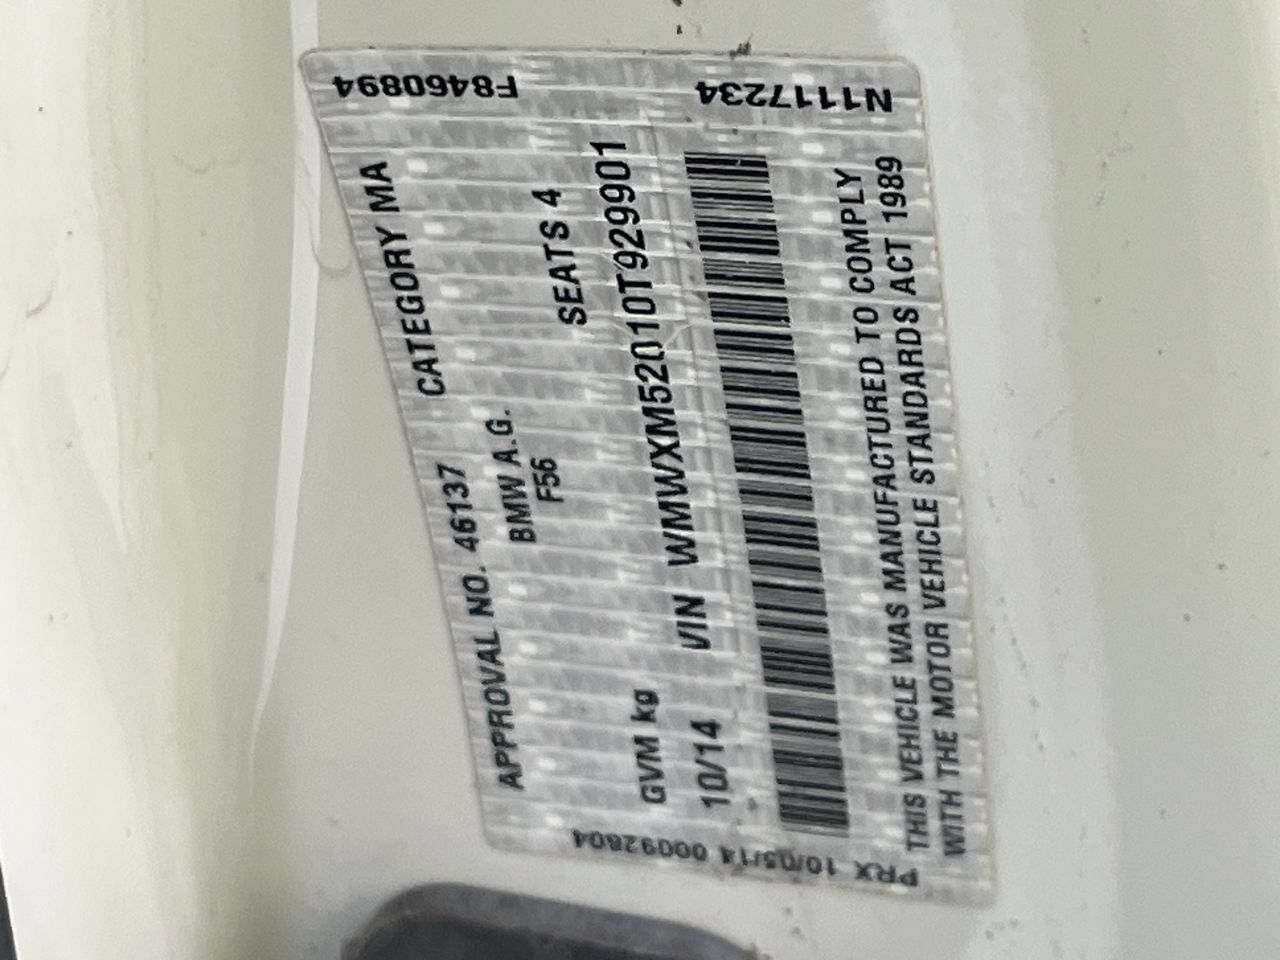 APPROVAL NO. 46137 CATEGORY MA
BMW A.G.
F56
SEATS 4
GVM kg
10/14 VIN WMWXM52010T929901
THIS VEHICLE WAS MANUFACTURED TO COMPLY
WITH THE MOTOR VEHICLE STANDARDS ACT 1989
F8460894
N1117234
PRX 10/05/14 00092804